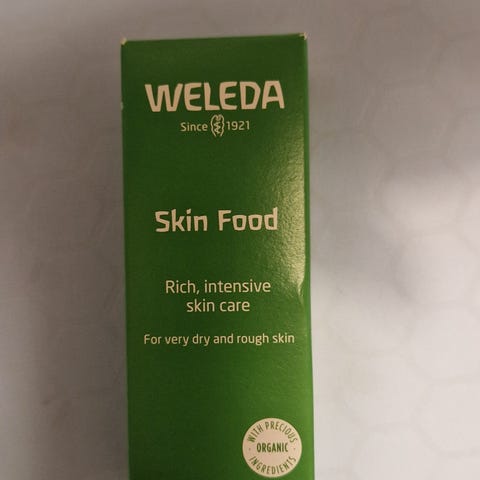 WELEDA
Since 1921
Skin Food
Rich, intensive
skin care
For very dry and rough skin
WITH PRECIOUS
ORGANIC
INGREDIENTS